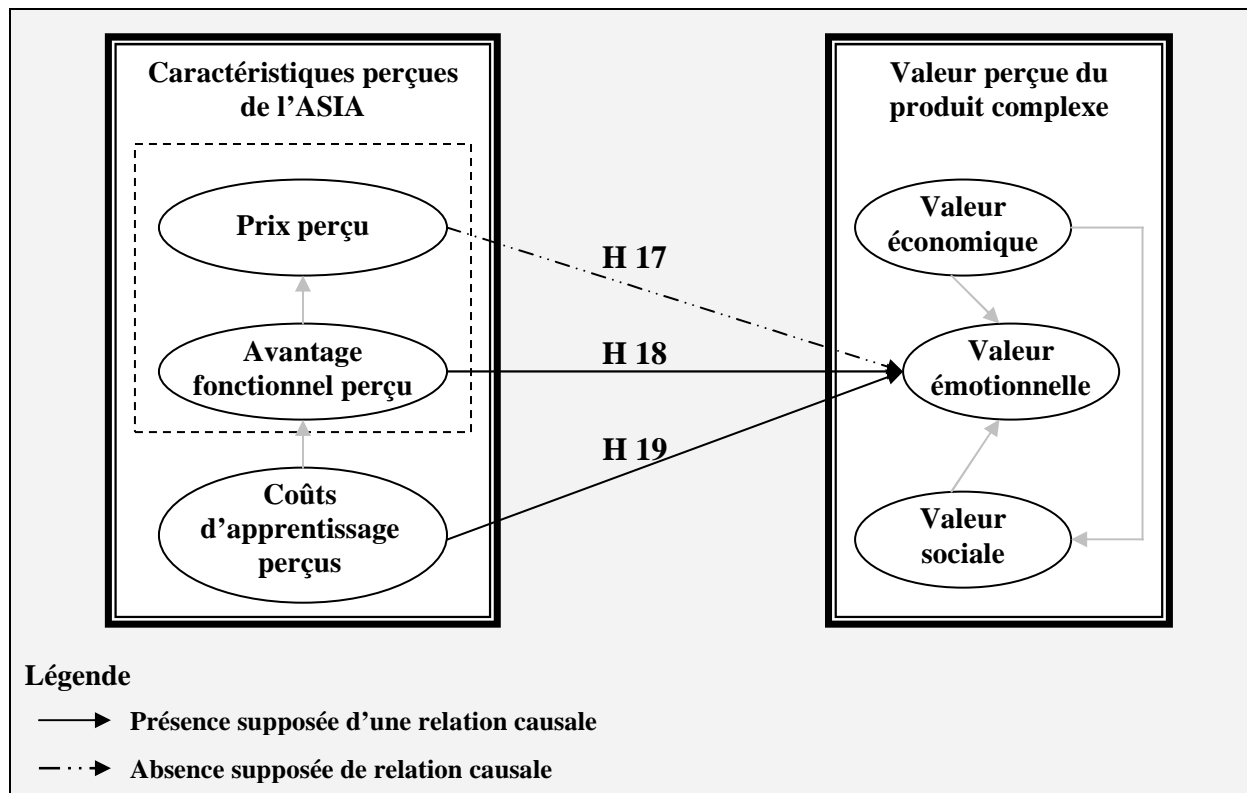 Caractéristiques perçues
de l'ASIA
Prix perçu
Avantage
fonctionnel perçu
Coûts
d'apprentissage
perçus
H 17
H 18
H 19
Valeur perçue du
produit complexe
Valeur
économique
Valeur
émotionnelle
Valeur
sociale
Légende
Présence supposée d'une relation causale
Absence supposée de relation causale